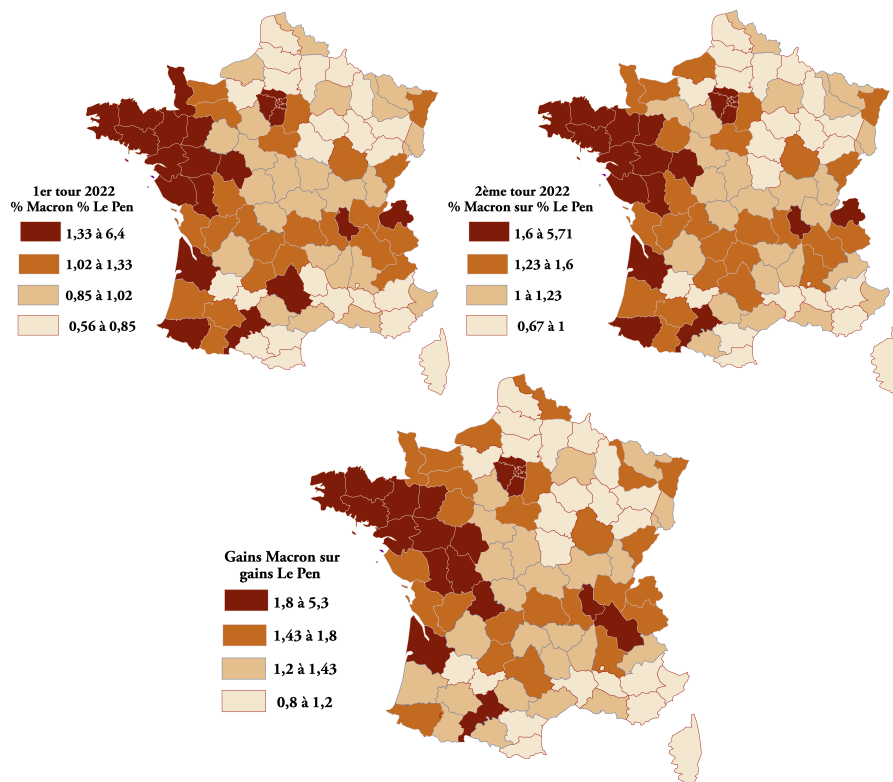 1er tour 2022
% Macron % Le Pen
1,33 à 6,4
1,02 à 1,33
0,85 à 1,02
0,56 à 0,85
2ème tour 2022
% Macron sur % Le Pen
1,6 à 5,71
1,23 à 1,6
1 à 1,23
0,67 à 1
Gains Macron sur
gains Le Pen
1,8 à 5,3
1,43 à 1,8
1,2 à 1,43
0,8 à 1,2